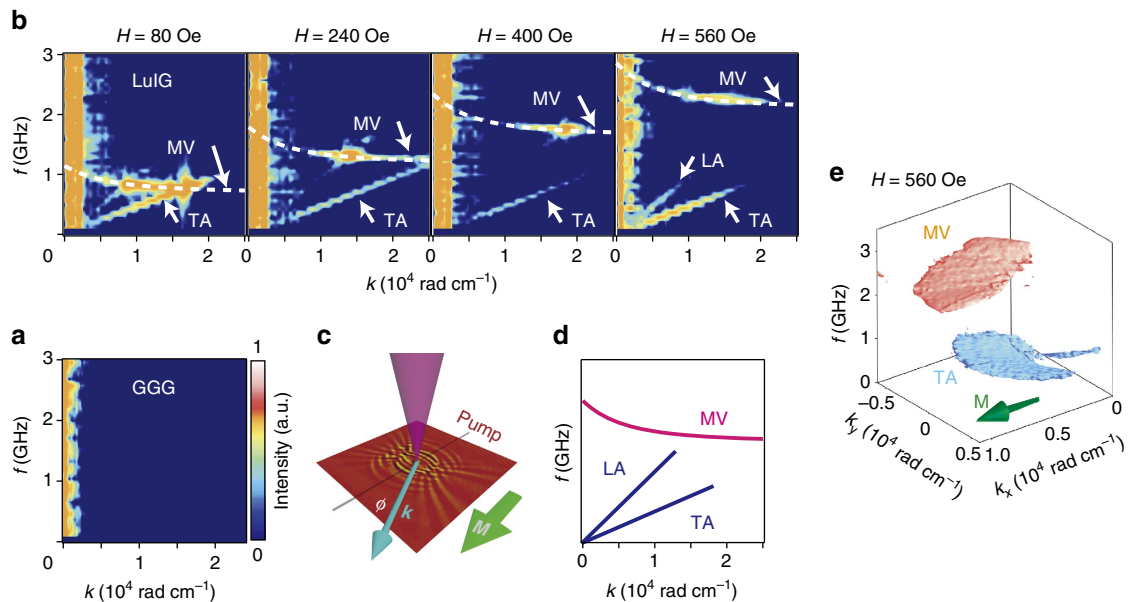 b
H = 80 Oe H = 240 Oe H = 400 Oe H = 560 Oe
3
2
1
0
f (GHz)
LuIG
MV
TA
MV
TA
MV
TA
MV
LA
TA
0 1 2 0 1 2 0 1 2 0 1 2
k (10⁴ rad cm⁻¹)
a
3
2
1
f (GHz)
GGG
0 1 2
k (10⁴ rad cm⁻¹)
1
0
Intensity (a.u.)
c
Pump
ϕ
k
M
d
f (GHz)
MV
LA
TA
0 1 2
k (10⁴ rad cm⁻¹)
e
H = 560 Oe
MV
3
2
1
0
f (GHz)
TA
M
–0.5
0
0.5
k_y (10⁴ rad cm⁻¹)
1.0
0.5
0
k_x (10⁴ rad cm⁻¹)